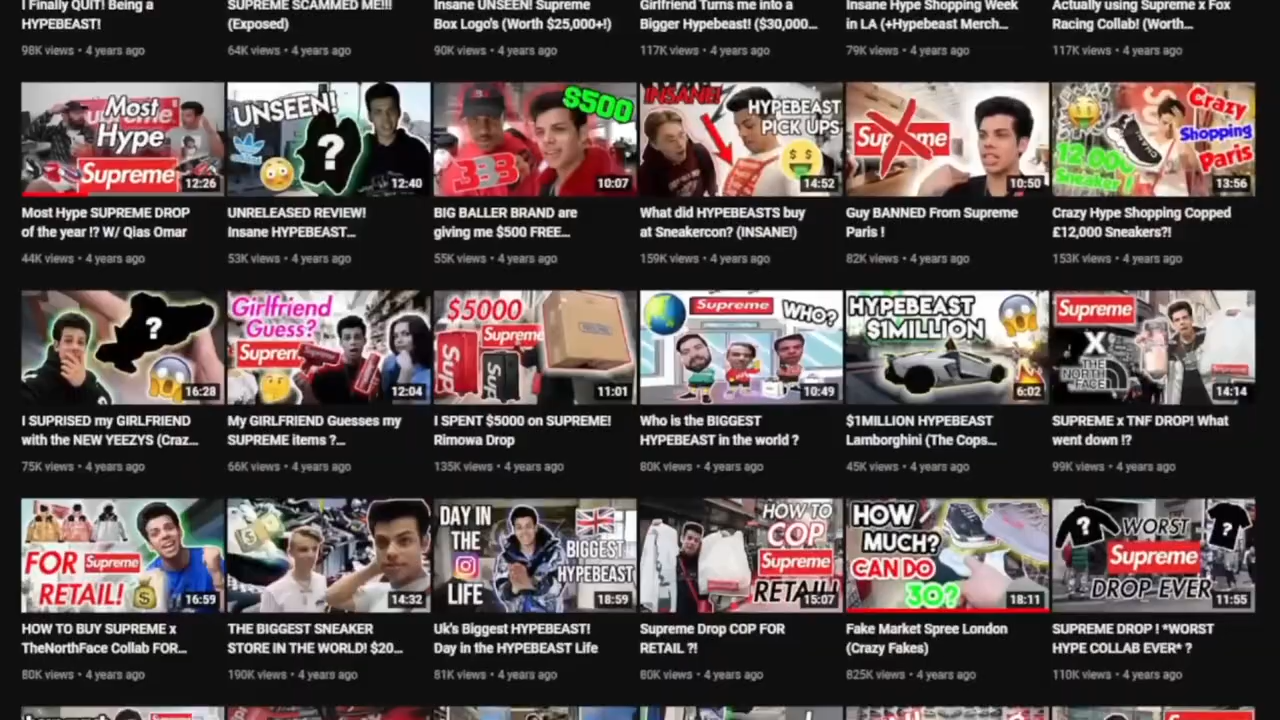 I Finally QUIT! Being a
HYPEBEAST!
98K views • 4 years ago
SUPREME SCAMMED ME!!!
(Exposed)
64K views • 4 years ago
Insane UNSEEN! Supreme
Box Logo's (Worth $25,000+!)
90K views • 4 years ago
Girlfriend Turns me into a
Bigger Hypebeast! ($30,000...
117K views • 4 years ago
Insane Hype Shopping Week
in LA (+Hypebeast Merch...
79K views • 4 years ago
Actually using Supreme x Fox
Racing Collab! (Worth...
117K views • 4 years ago
Most
Hype
Supreme
12:26
UNSEEN!
adidas
?
12:40
$500
BBB
10:07
INSANE!
HYPEBEAST
PICK UPS
14:52
Supreme
10:50
Crazy
Shopping
Paris
12,000
Sneaker!
13:56
Most Hype SUPREME DROP
of the year !? W/ Qias Omar
44K views • 4 years ago
UNRELEASED REVIEW!
Insane HYPEBEAST...
53K views • 4 years ago
BIG BALLER BRAND are
giving me $500 FREE...
55K views • 4 years ago
What did HYPEBEASTS buy
at Sneakercon? (INSANE!)
159K views • 4 years ago
Guy BANNED From Supreme
Paris !
82K views • 4 years ago
Crazy Hype Shopping Copped
£12,000 Sneakers?!
153K views • 4 years ago
?
16:28
Girlfriend
Guess?
Suprem
12:04
$5000
Supreme
Sup
Sup
11:01
Supreme
WHO?
10:49
HYPEBEAST
$1MILLION
6:02
Supreme
X
THE
NORTH
FACE
14:14
I SUPRISED my GIRLFRIEND
with the NEW YEEZYS (Craz...
75K views • 4 years ago
My GIRLFRIEND Guesses my
SUPREME items ?...
66K views • 4 years ago
I SPENT $5000 on SUPREME!
Rimowa Drop
135K views • 4 years ago
Who is the BIGGEST
HYPEBEAST in the world ?
80K views • 4 years ago
$1MILLION HYPEBEAST
Lamborghini (The Cops...
45K views • 4 years ago
SUPREME x TNF DROP! What
went down !?
99K views • 4 years ago
FOR Supreme
RETAIL!
16:59
14:32
DAY IN
THE
LIFE
BIGGEST
HYPEBEAST
18:59
HOW TO
COP
Supreme
RETAIL!
15:07
HOW
MUCH?
CAN DO
30?
18:11
?
WORST
?
Supreme
DROP EVER
11:55
HOW TO BUY SUPREME x
TheNorthFace Collab FOR...
80K views • 4 years ago
THE BIGGEST SNEAKER
STORE IN THE WORLD! $20...
190K views • 4 years ago
Uk's Biggest HYPEBEAST!
Day in the HYPEBEAST Life
81K views • 4 years ago
Supreme Drop COP FOR
RETAIL ?!
80K views • 4 years ago
Fake Market Spree London
(Crazy Fakes)
825K views • 4 years ago
SUPREME DROP ! *WORST
HYPE COLLAB EVER* ?
110K views • 4 years ago